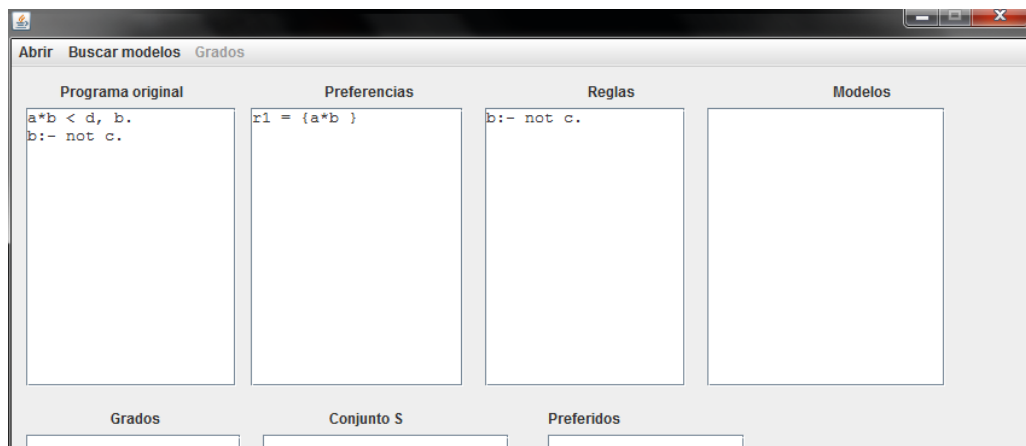 Abrir Buscar modelos Grados
Programa original Preferencias Reglas Modelos
a*b < d, b. r1 = {a*b } b:- not c.
b:- not c.
Grados Conjunto S Preferidos